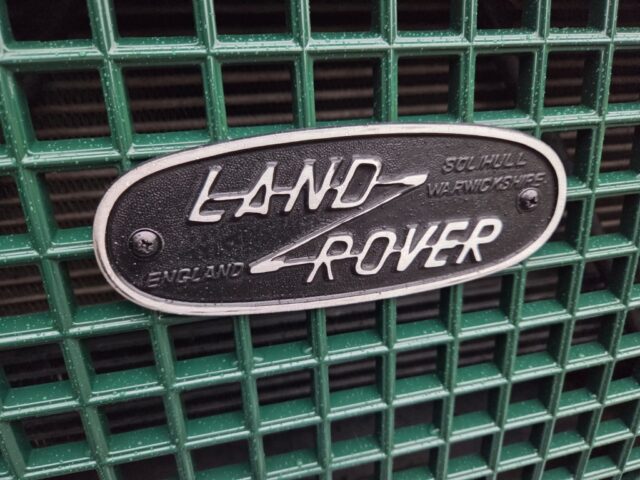 LAND
SOLIHULL
WARWICKSHIRE
ENGLAND
ROVER